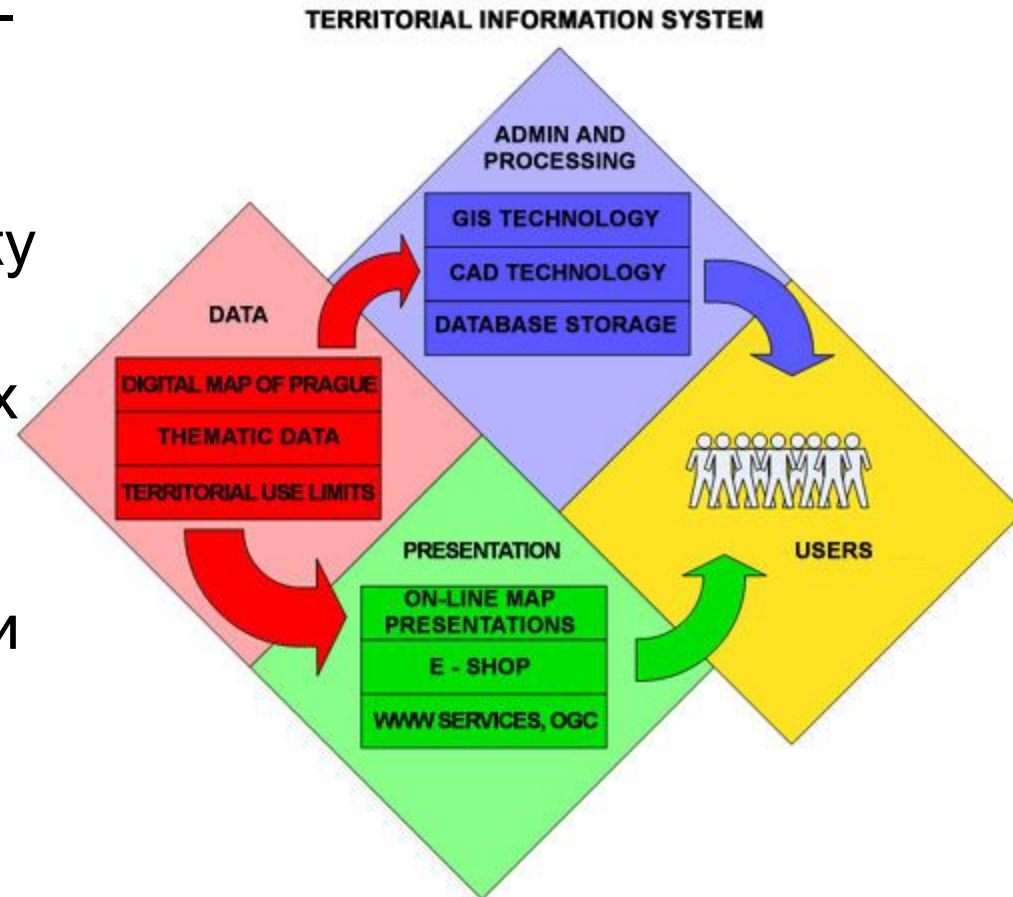 TERRITORIAL INFORMATION SYSTEM
ADMIN AND
PROCESSING
GIS TECHNOLOGY
CAD TECHNOLOGY
DATABASE STORAGE
DATA
DIGITAL MAP OF PRAGUE
THEMATIC DATA
TERRITORIAL USE LIMITS
PRESENTATION
ON-LINE MAP
PRESENTATIONS
E - SHOP
WWW SERVICES, OGC
USERS